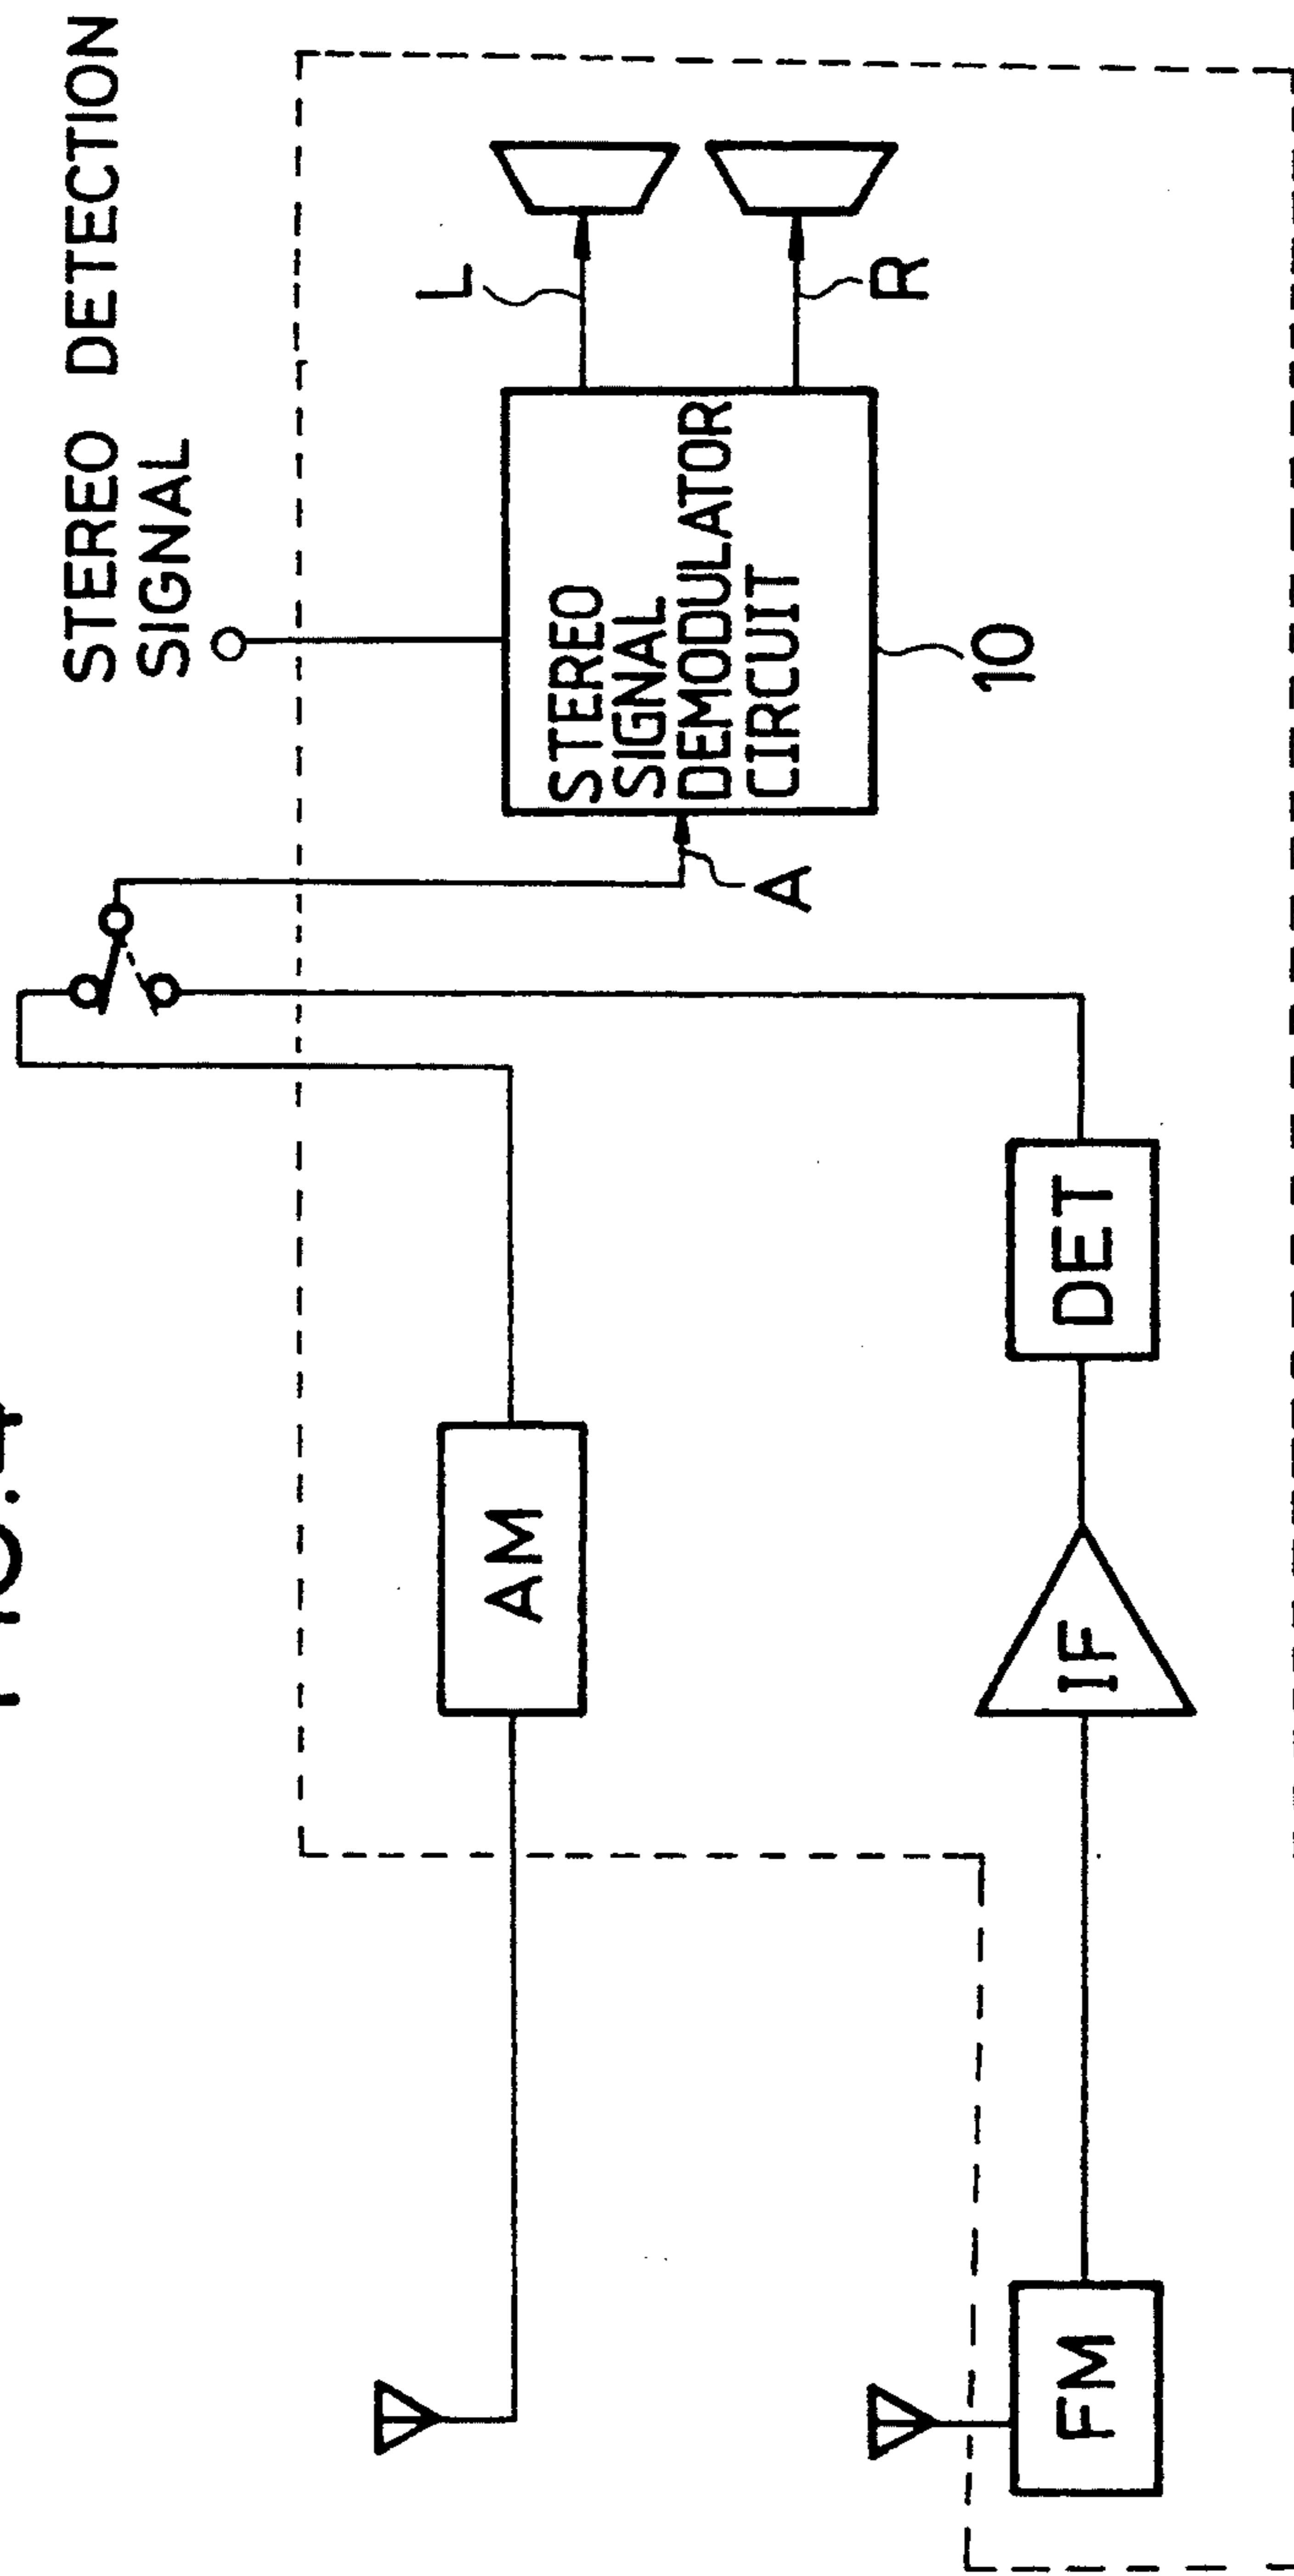 STEREO DETECTION
SIGNAL
L
R
STEREO
SIGNAL
DEMODULATOR
CIRCUIT
10
A
AM
DET
IF
FM